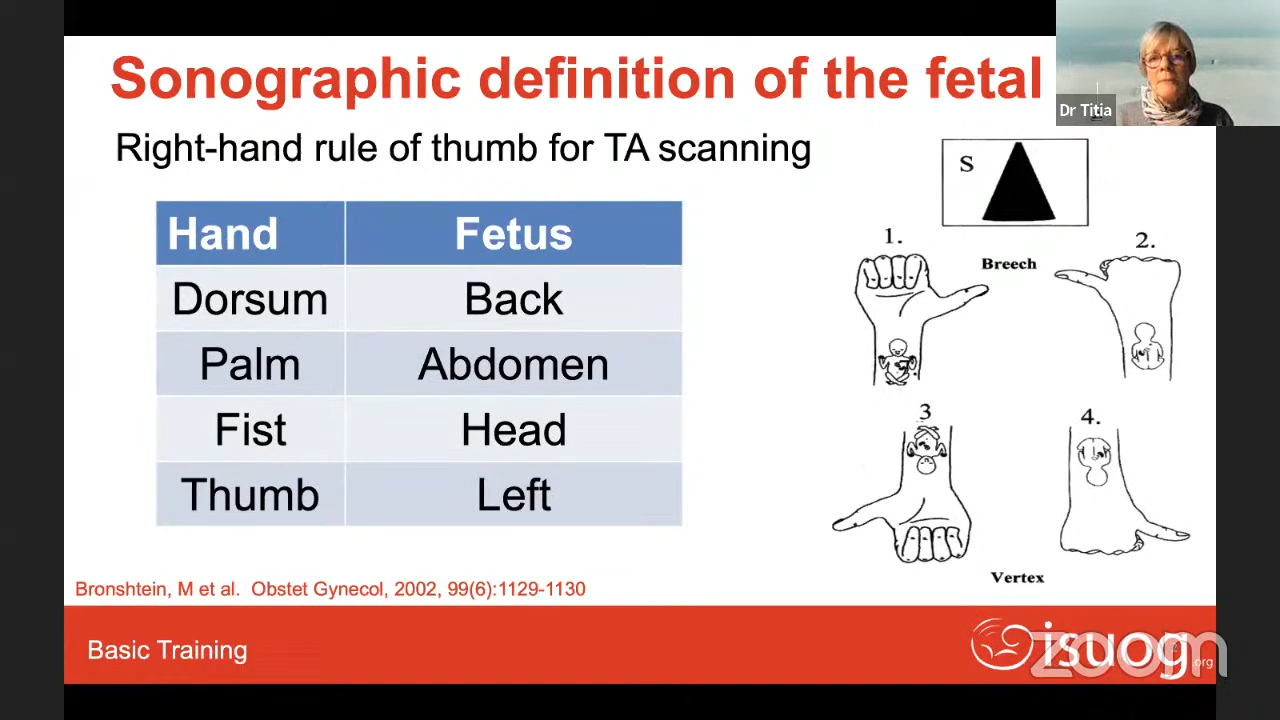 Sonographic definition of the fetal
Dr Titia
Right-hand rule of thumb for TA scanning
S
Hand Fetus
Dorsum Back
Palm Abdomen
Fist Head
Thumb Left
1.
2.
Breech
3
4.
Vertex
Bronshtein, M et al. Obstet Gynecol, 2002, 99(6):1129-1130
Basic Training
isuog.org
zoom